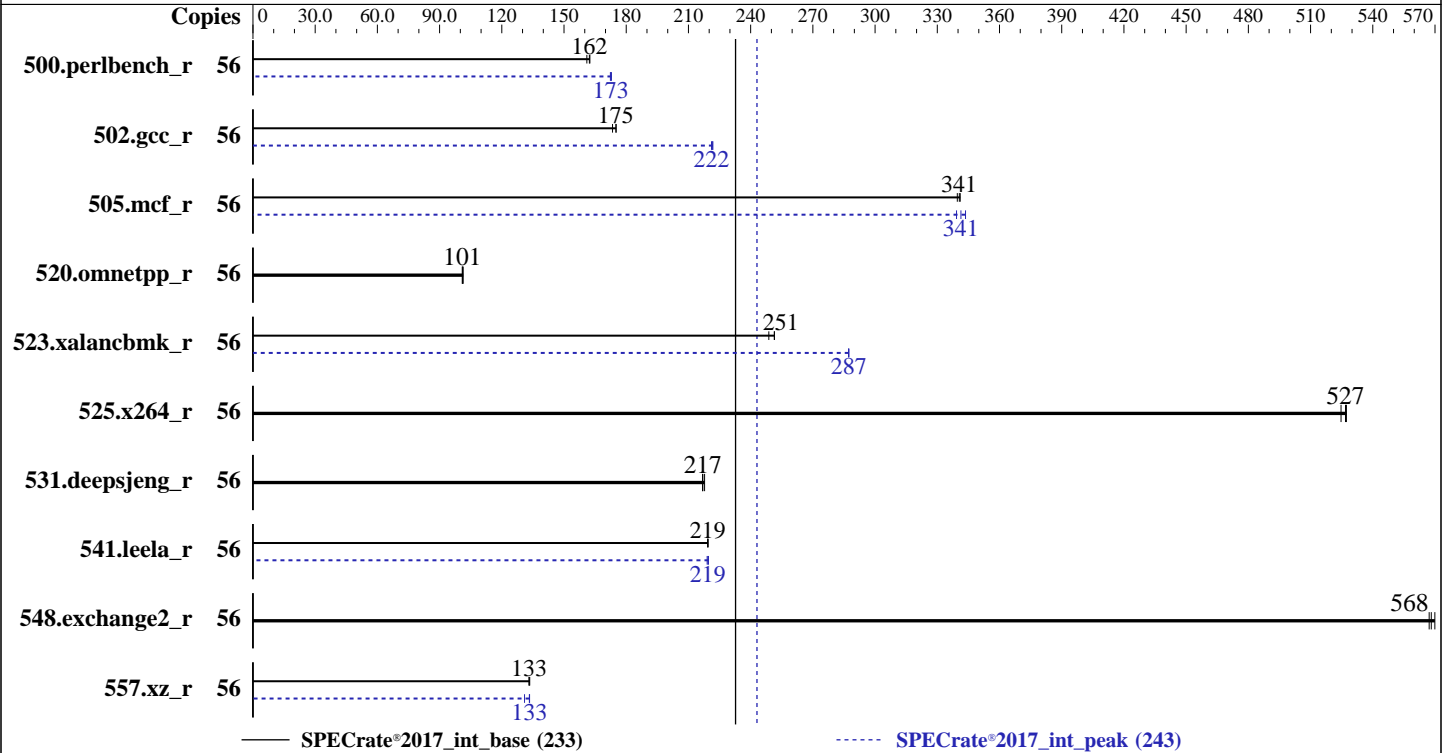 Copies 0 30.0 60.0 90.0 120 150 180 210 240 270 300 330 360 390 420 450 480 510 540 570
162
500.perlbench_r 56
173
175
502.gcc_r 56
222
341
505.mcf_r 56
341
101
520.omnetpp_r 56
251
523.xalancbmk_r 56
287
527
525.x264_r 56
217
531.deepsjeng_r 56
219
541.leela_r 56
219
568
548.exchange2_r 56
133
557.xz_r 56
133
SPECrate®2017_int_base (233) SPECrate®2017_int_peak (243)